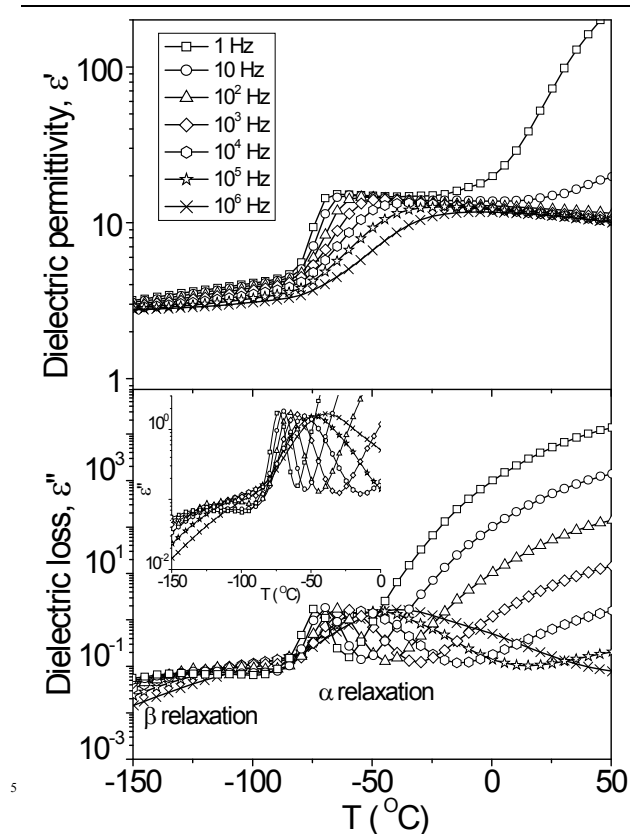 Dielectric permittivity, ε'
100
10
1
1 Hz
10 Hz
10² Hz
10³ Hz
10⁴ Hz
10⁵ Hz
10⁶ Hz
Dielectric loss, ε"
10³
10¹
10⁻¹
10⁻³
ε"
10⁰
10⁻²
-150 -100 -50 0
T (°C)
β relaxation
α relaxation
-150 -100 -50 0 50
T (°C)
5